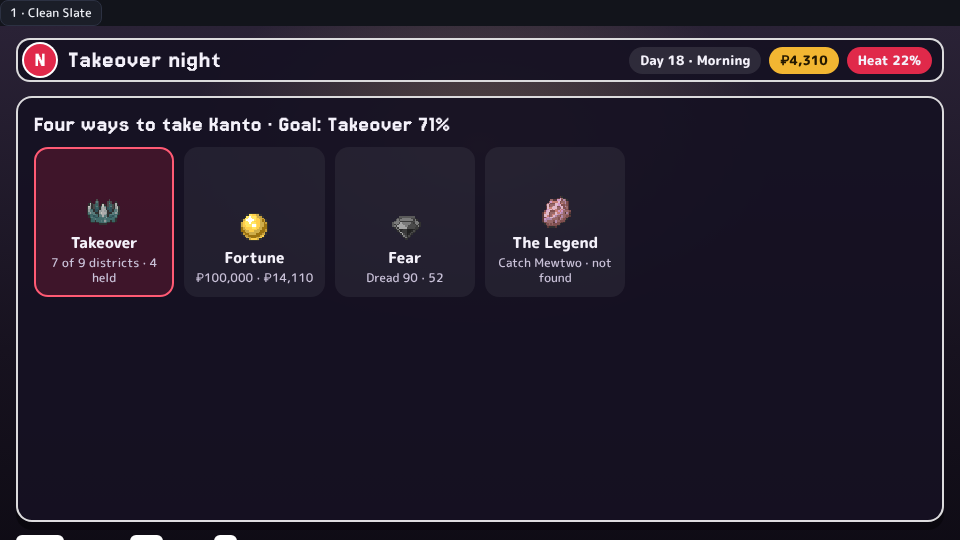 1 · Clean Slate
N
Takeover night
Day 18 · Morning
₽4,310
Heat 22%
Four ways to take Kanto · Goal: Takeover 71%
Takeover
7 of 9 districts · 4
held
Fortune
₽100,000 · ₽14,110
Fear
Dread 90 · 52
The Legend
Catch Mewtwo · not
found